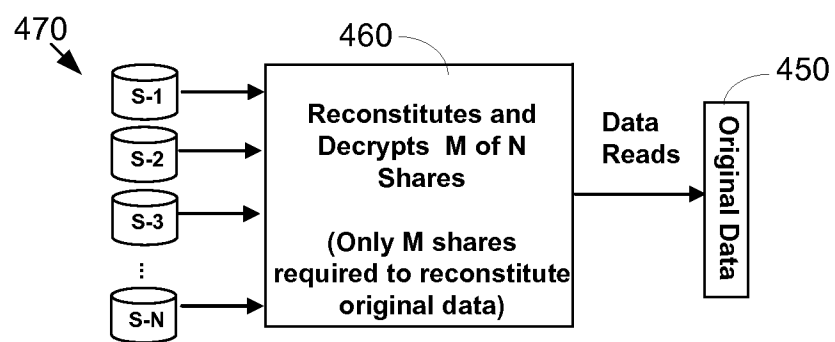 470
460
450
S-1
S-2
S-3
...
S-N
Reconstitutes and
Decrypts M of N
Shares
(Only M shares
required to reconstitute
original data)
Data
Reads
Original Data